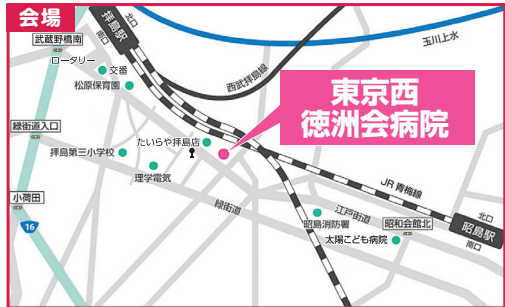 会場
拝島駅
北口
南口
武蔵野橋南
ロータリー
交番
松原保育園
西武拝島線
玉川上水
東京西
徳洲会病院
緑街道入口
拝島第三小学校
たいらや拝島店
理学電気
小荷田
16
緑街道
JR青梅線
江戸街道
昭島消防署
昭和会館北
太陽こども病院
昭島駅
北口
南口